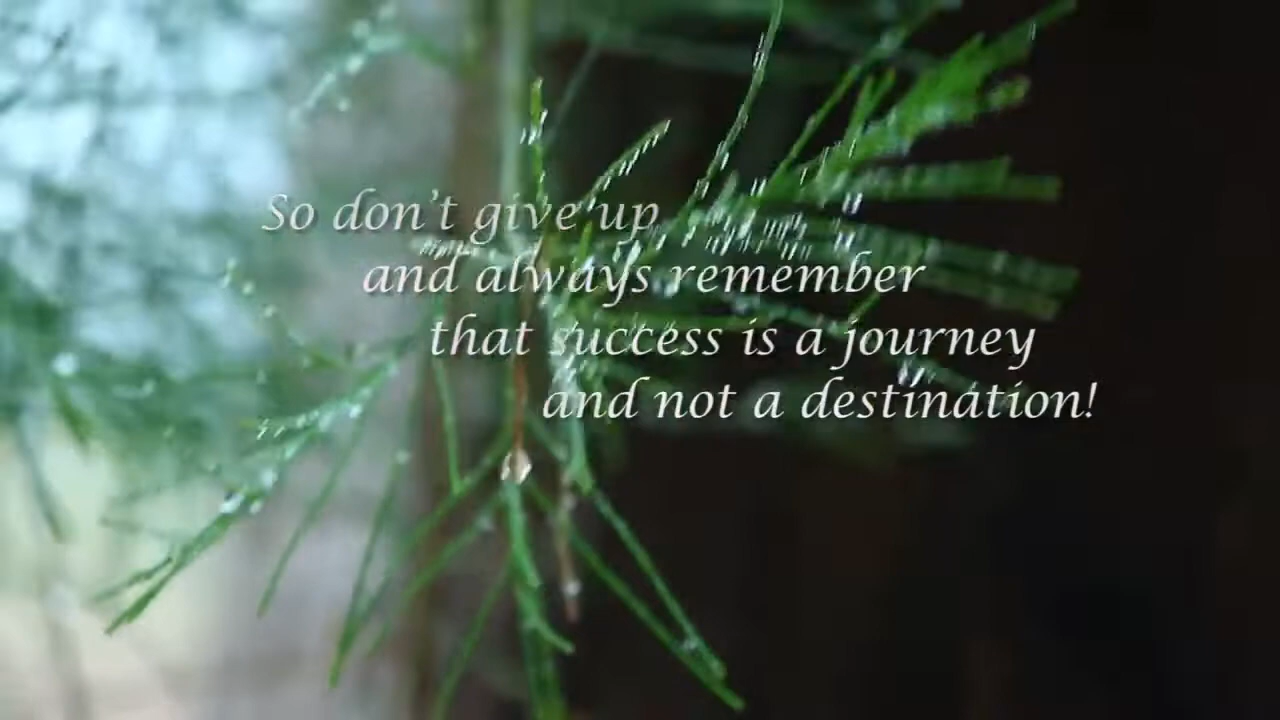 So don't give up
and always remember
that success is a journey
and not a destination!